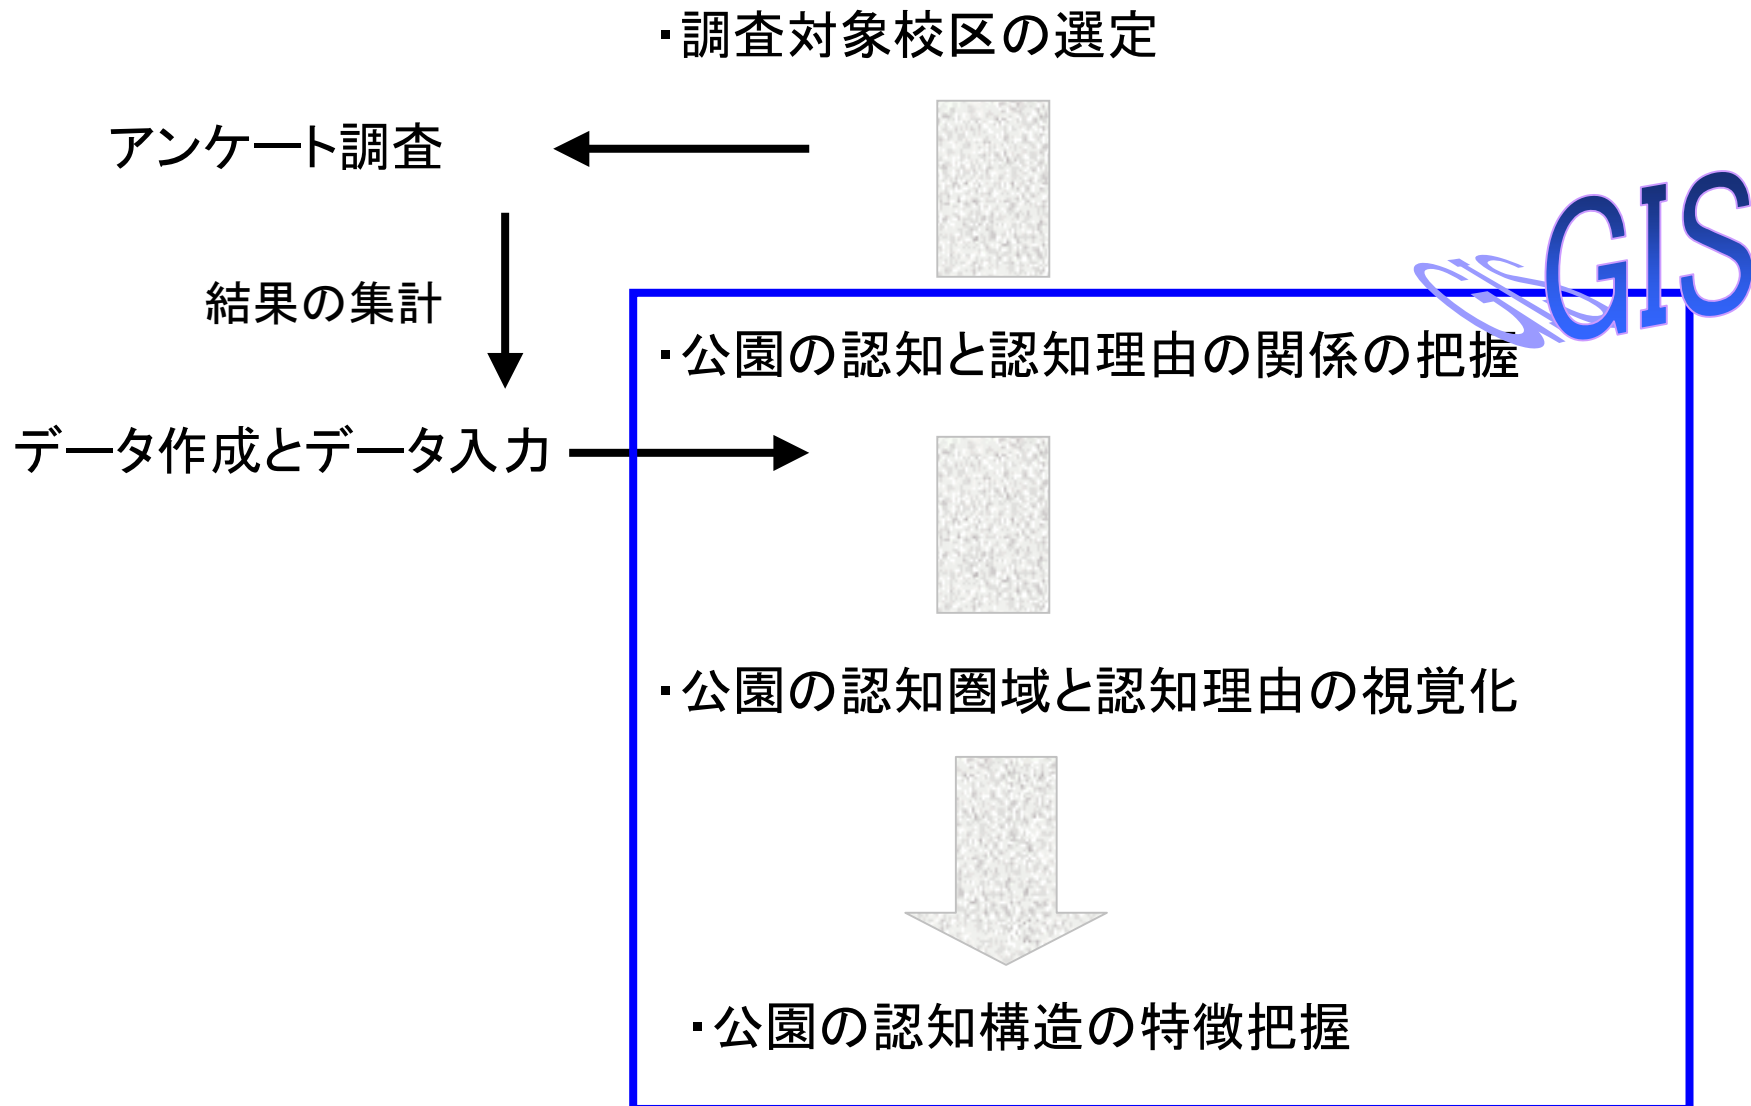 ・調査対象校区の選定
アンケート調査
GIS
結果の集計
・公園の認知と認知理由の関係の把握
データ作成とデータ入力
・公園の認知圏域と認知理由の視覚化
・公園の認知構造の特徴把握